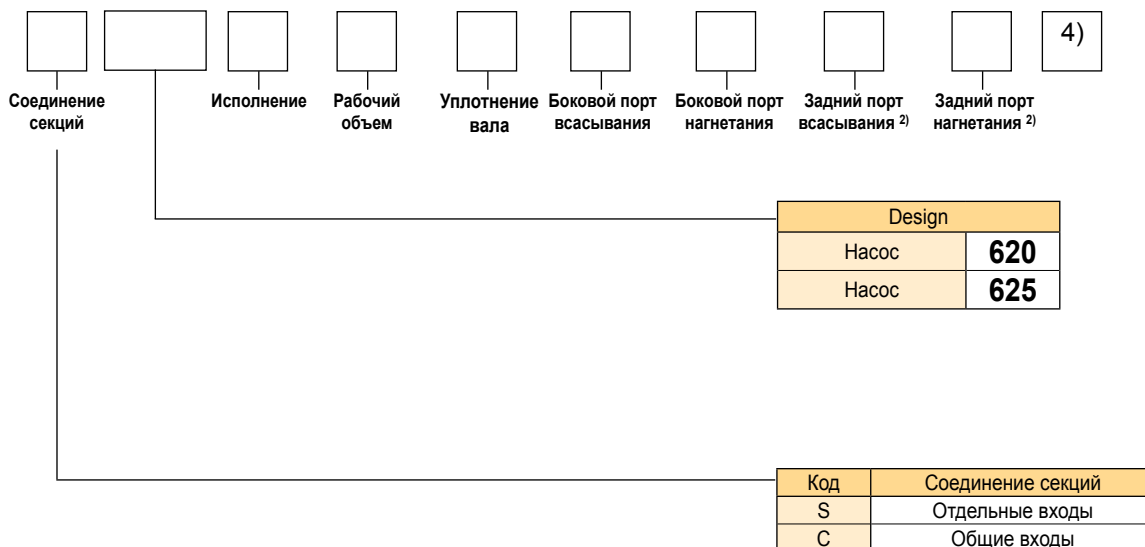 4)
Соединение секций
Исполнение
Рабочий объем
Уплотнение вала
Боковой порт всасывания
Боковой порт нагнетания
Задний порт всасывания 2)
Задний порт нагнетания 2)
Design
Насос 620
Насос 625
Код Соединение секций
S Отдельные входы
C Общие входы